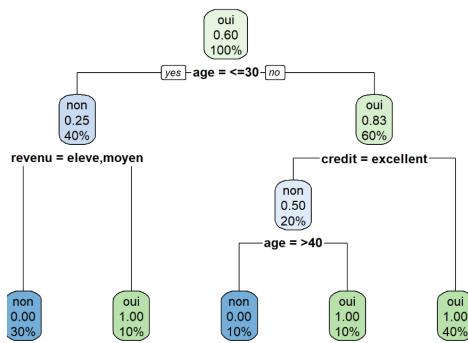 oui
0.60
100%
yes age = <=30 no
non
0.25
40%
oui
0.83
60%
revenu = eleve,moyen
credit = excellent
non
0.50
20%
age = >40
non
0.00
30%
oui
1.00
10%
non
0.00
10%
oui
1.00
10%
oui
1.00
40%